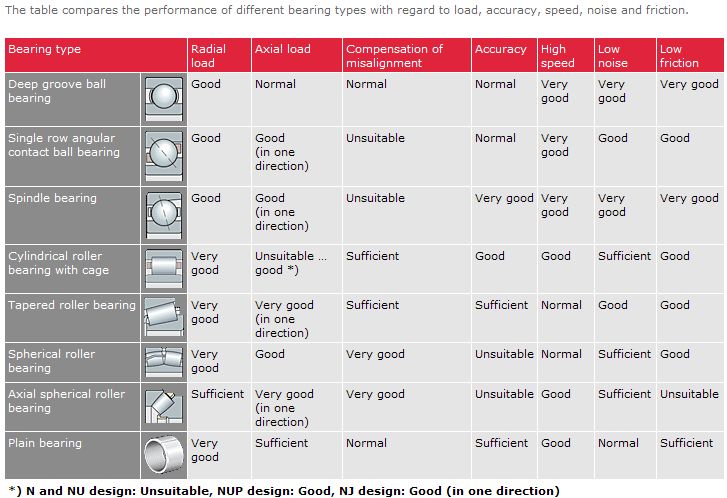 The table compares the performance of different bearing types with regard to load, accuracy, speed, noise and friction.
Bearing type Radial load Axial load Compensation of misalignment Accuracy High speed Low noise Low friction
Deep groove ball bearing Good Normal Normal Normal Very good Very good Very good
Single row angular contact ball bearing Good Good (in one direction) Unsuitable Normal Very good Good Good
Spindle bearing Good Good (in one direction) Unsuitable Very good Very good Very good Very good
Cylindrical roller bearing with cage Very good Unsuitable … good *) Sufficient Good Good Sufficient Good
Tapered roller bearing Very good Very good (in one direction) Sufficient Sufficient Normal Good Good
Spherical roller bearing Very good Good Very good Unsuitable Normal Sufficient Good
Axial spherical roller bearing Sufficient Very good (in one direction) Very good Unsuitable Good Sufficient Unsuitable
Plain bearing Very good Sufficient Normal Sufficient Good Normal Sufficient
*) N and NU design: Unsuitable, NUP design: Good, NJ design: Good (in one direction)